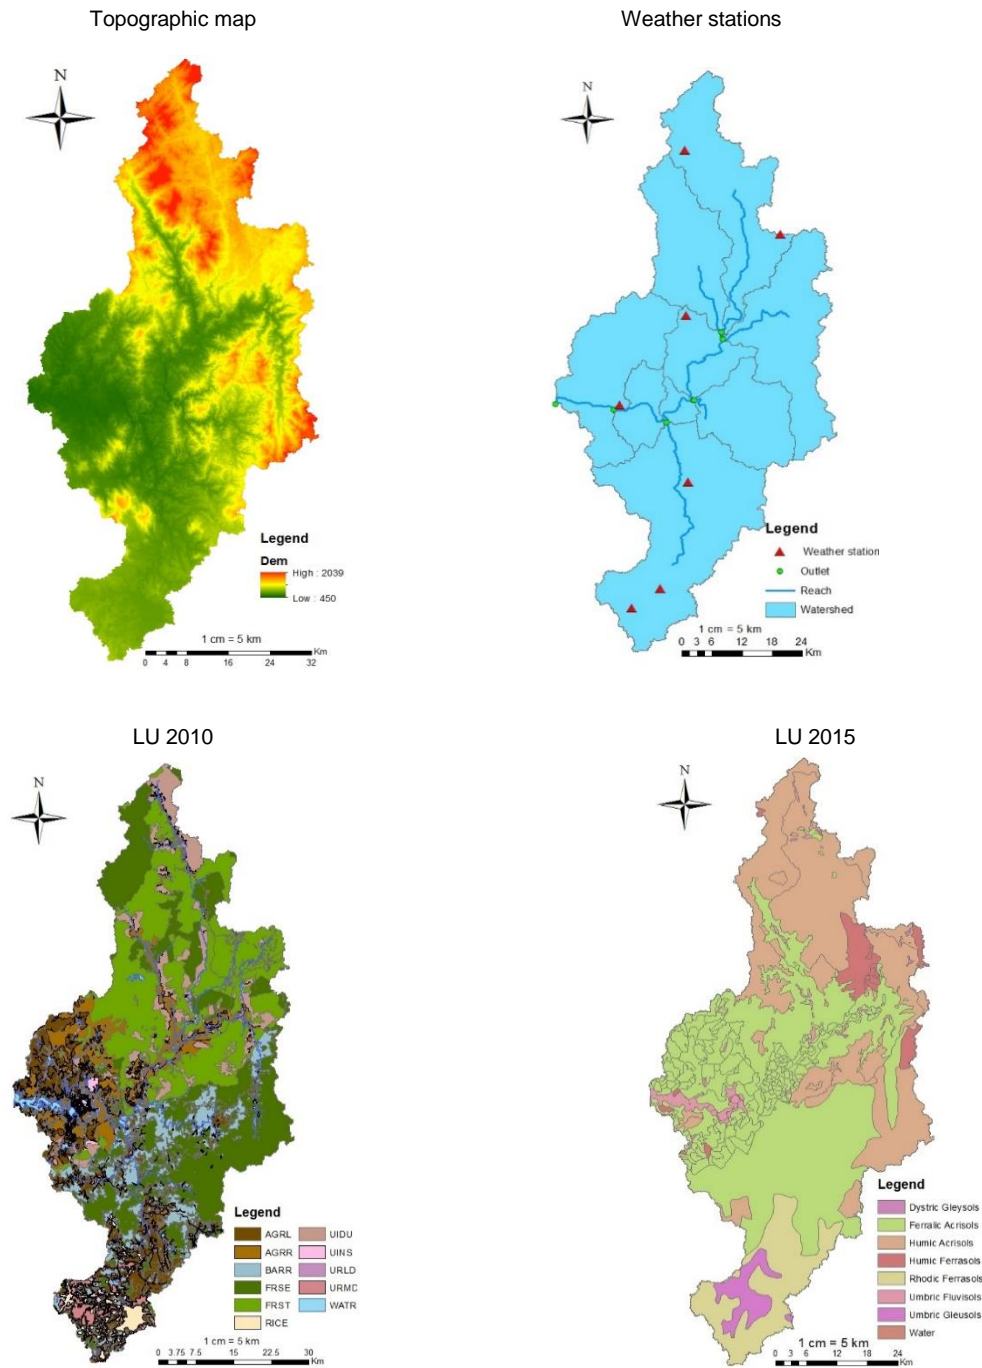 Topographic map
Weather stations
N
N
Legend
Dem
High : 2039
Low : 450
1 cm = 5 km
Km
0 4 8 16 24 32
Legend
Weather station
Outlet
Reach
Watershed
1 cm = 5 km
0 3 6 12 18 24
Km
LU 2010
LU 2015
N
N
Legend
AGRL
AGRR
BARR
FRSE
FRST
RICE
UIDU
UINS
URLD
URMD
WATR
1 cm = 5 km
0 3.75 7.5 15 22.5 30
Km
Legend
Dystric Gleysols
Ferralic Acrisols
Humic Acrisols
Humic Ferrasols
Rhodic Ferrasols
Umbric Fluvisols
Umbric Gleusols
Water
1 cm = 5 km
0 3 6 12 18 24
Km